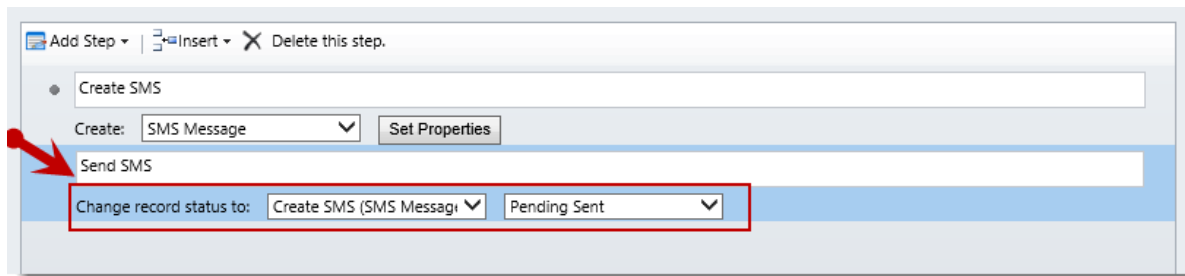 Add Step Insert Delete this step.
Create SMS
Create: SMS Message Set Properties
Send SMS
Change record status to: Create SMS (SMS Message Pending Sent